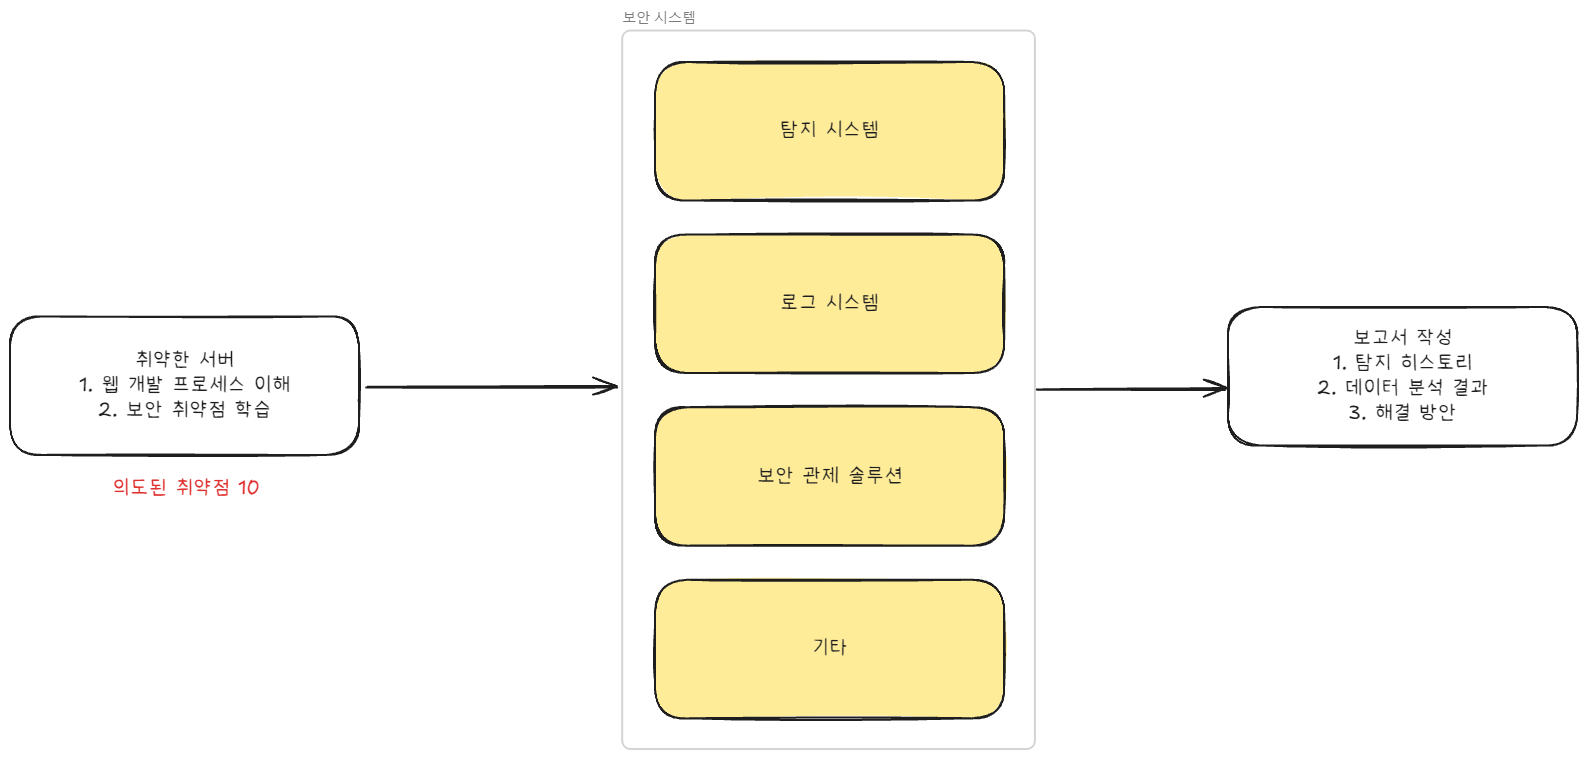 보안 시스템
탐지 시스템
로그 시스템
취약한 서버
1. 웹 개발 프로세스 이해
2. 보안 취약점 학습
의도된 취약점 10
보안 관제 솔루션
기타
보고서 작성
1. 탐지 히스토리
2. 데이터 분석 결과
3. 해결 방안